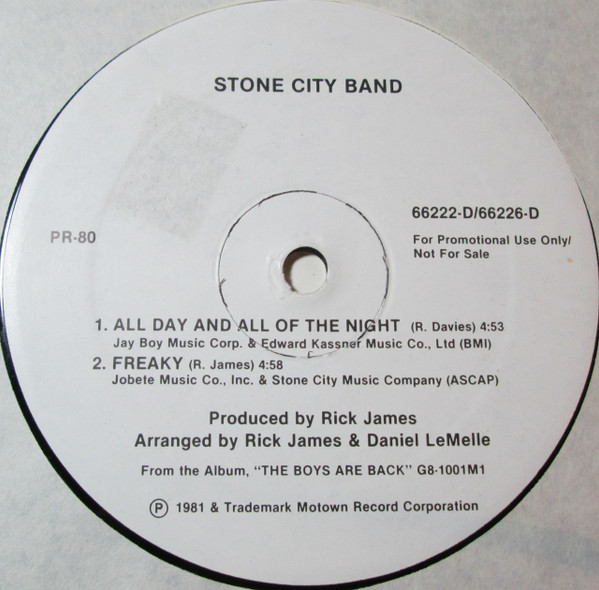 STONE CITY BAND
66222-D/66226-D
PR-80
For Promotional Use Only/
Not For Sale
1. ALL DAY AND ALL OF THE NIGHT (R. Davies) 4:53
Jay Boy Music Corp. & Edward Kassner Music Co., Ltd (BMI)
2. FREAKY (R. James) 4:58
Jobete Music Co., Inc. & Stone City Music Company (ASCAP)
Produced by Rick James
Arranged by Rick James & Daniel LeMelle
From the Album, "THE BOYS ARE BACK" G8-1001M1
Ⓟ 1981 & Trademark Motown Record Corporation